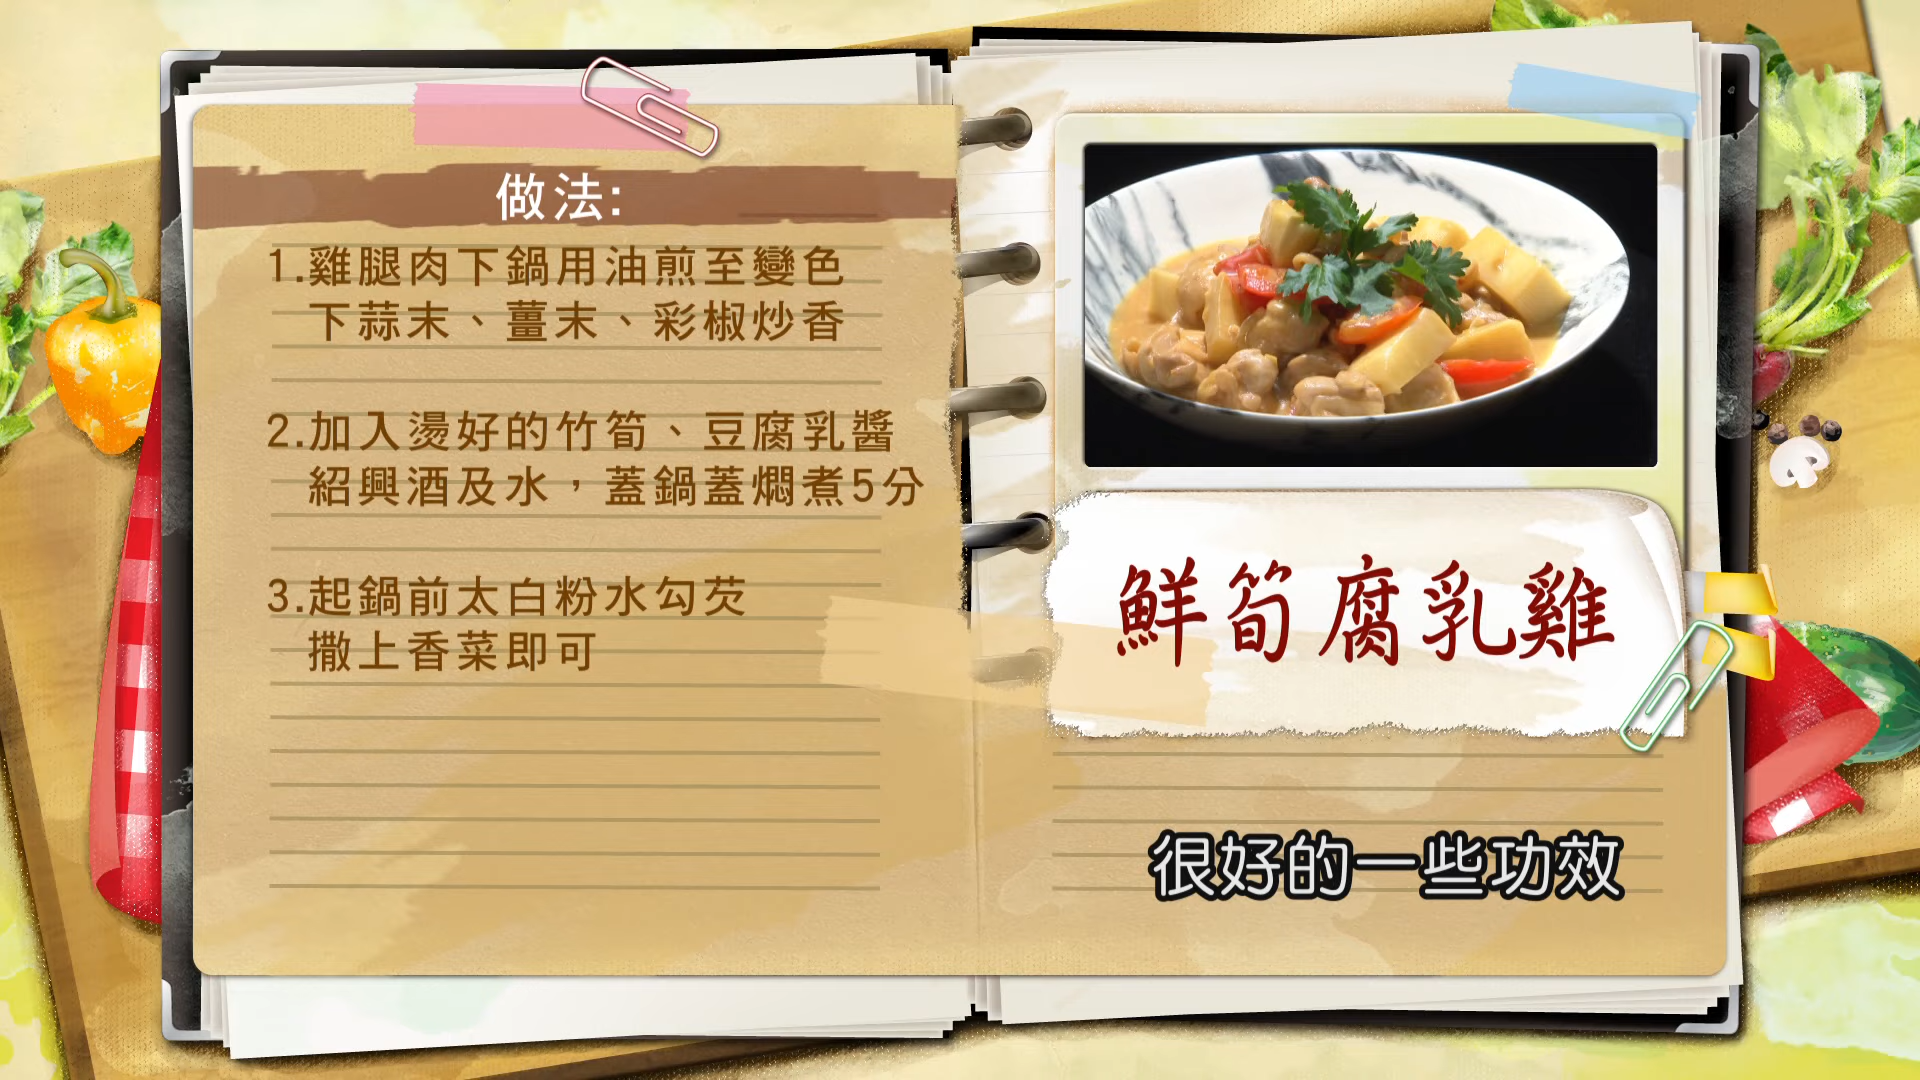 做法:
1.雞腿肉下鍋用油煎至變色
下蒜末、薑末、彩椒炒香
2.加入燙好的竹筍、豆腐乳醬
紹興酒及水，蓋鍋蓋燜煮5分
3.起鍋前太白粉水勾芡
撒上香菜即可
鮮筍腐乳雞
很好的一些功效